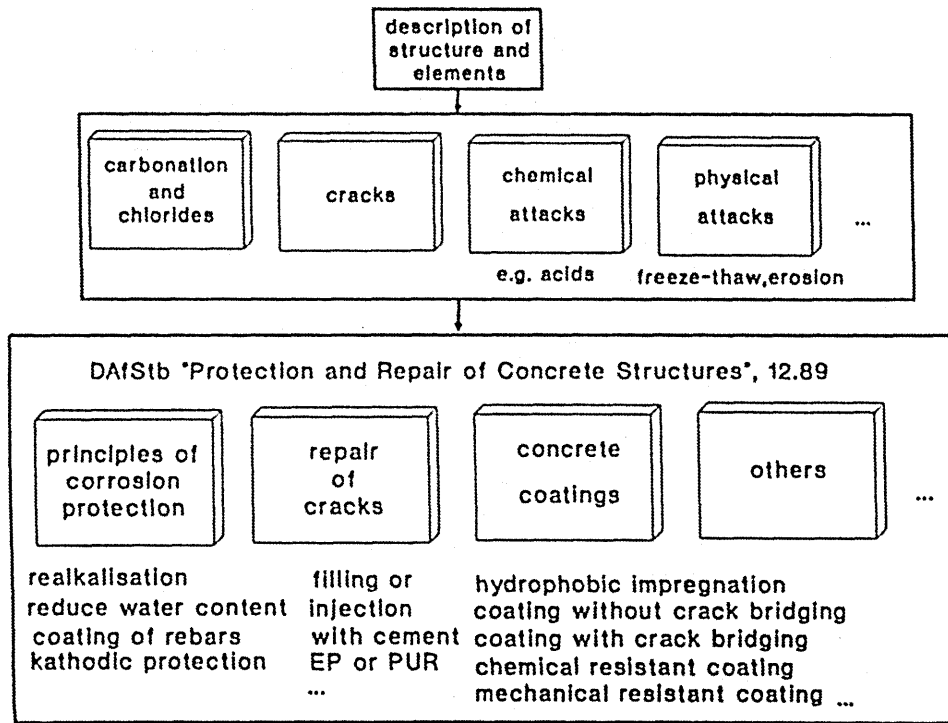 description of
structure and
elements
carbonation
and
chlorides
cracks
chemical
attacks
physical
attacks
...
e.g. acids
freeze-thaw,erosion
DAfStb "Protection and Repair of Concrete Structures", 12.89
principles of
corrosion
protection
repair
of
cracks
concrete
coatings
others
...
realkalisation
reduce water content
coating of rebars
kathodic protection
filling or
injection
with cement
EP or PUR
...
hydrophobic impregnation
coating without crack bridging
coating with crack bridging
chemical resistant coating
mechanical resistant coating ...